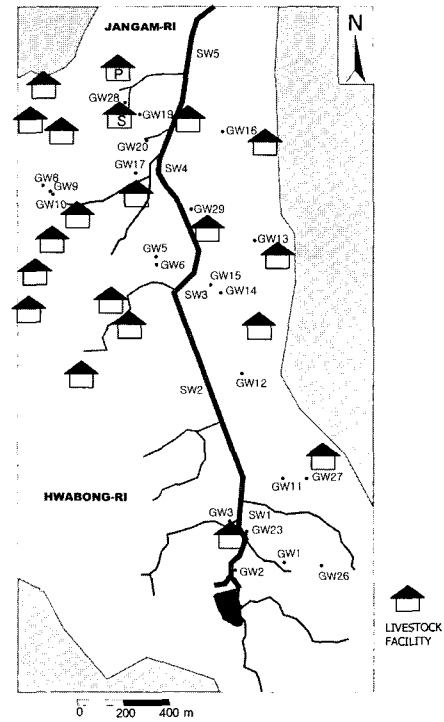 JANGAM-RI
N
SW5
P
GW28
S
GW19
GW16
GW20
SW4
GW17
GW8
GW9
GW10
GW29
GW13
GW5
GW6
GW15
SW3
GW14
SW2
GW12
GW27
GW11
HWABONG-RI
GW3
SW1
GW23
GW1
GW26
GW2
LIVESTOCK
FACILITY
0 200 400 m